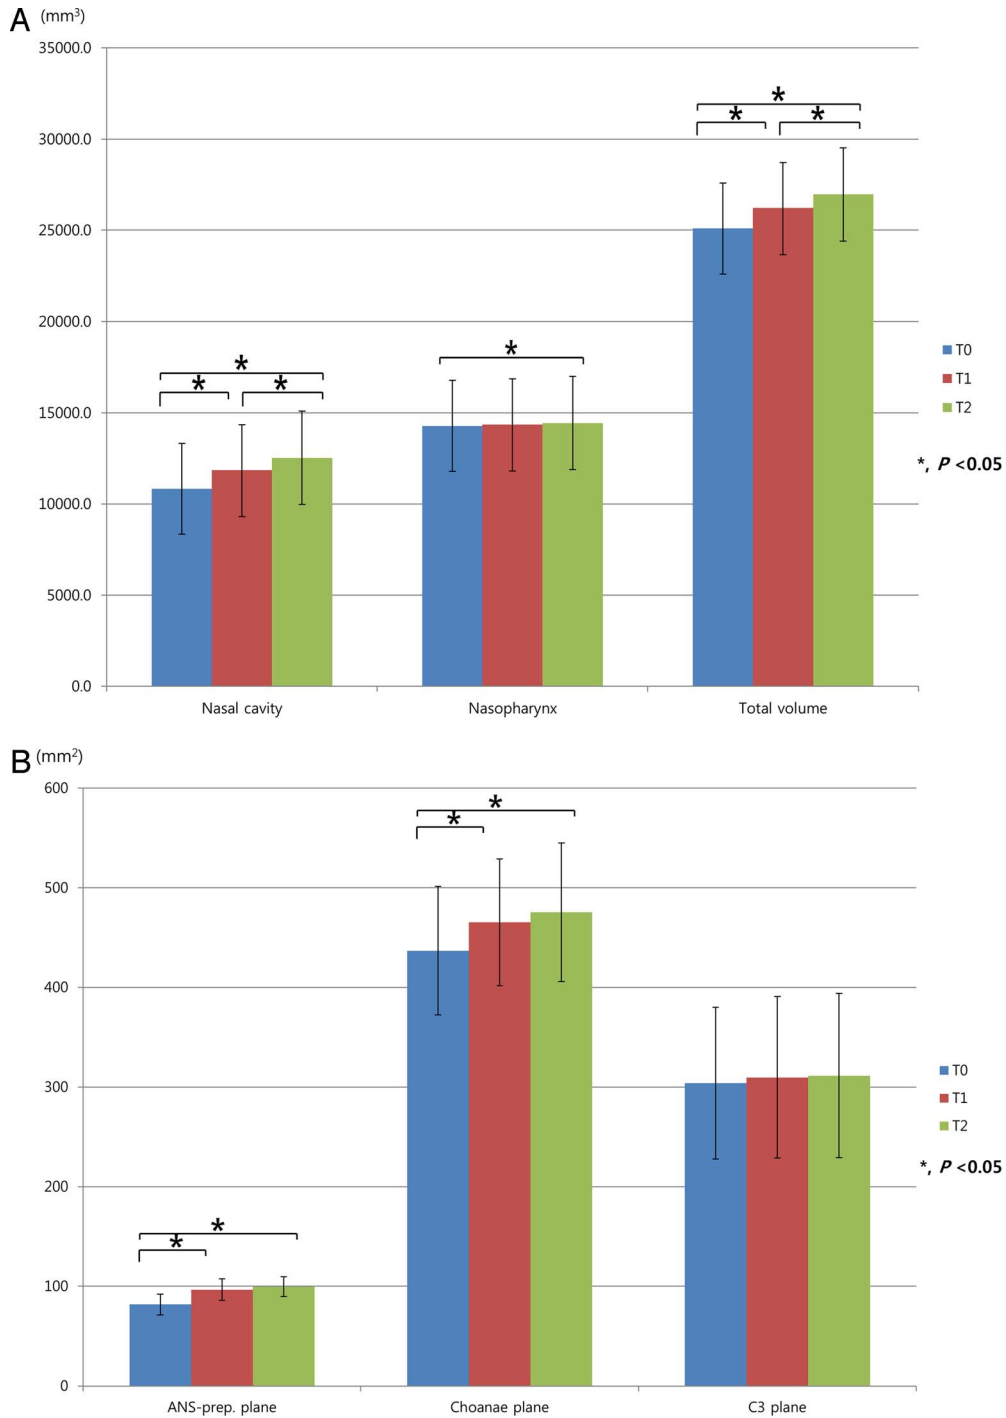 A (mm³)
35000.0
30000.0
* 
* *
25000.0
20000.0
*
* *
*
T0
T1
T2
15000.0
*, P <0.05
10000.0
5000.0
0.0
Nasal cavity Nasopharynx Total volume
B (mm²)
600
*
*
500
400
300
T0
T1
T2
*, P <0.05
200
*
*
100
0
ANS-prep. plane Choanae plane C3 plane